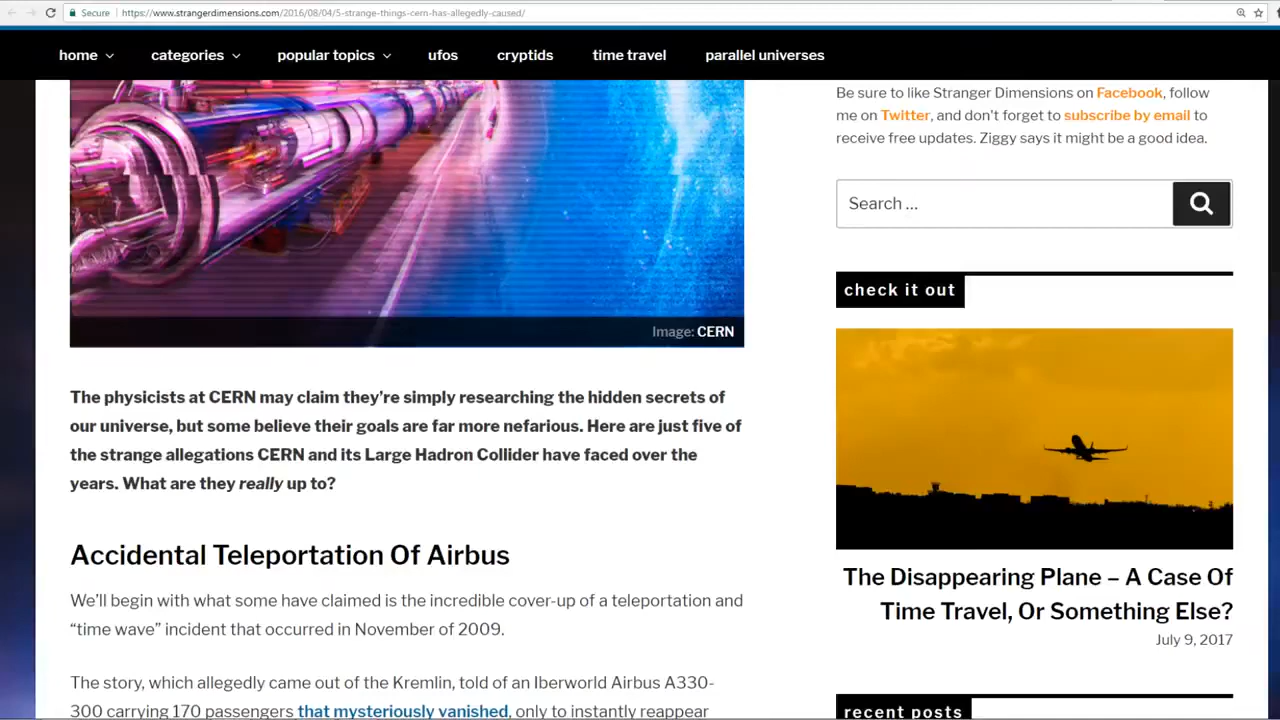 Secure https://www.strangerdimensions.com/2016/08/04/5-strange-things-cern-has-allegedly-caused/
home categories popular topics ufos cryptids time travel parallel universes
Image: CERN
The physicists at CERN may claim they’re simply researching the hidden secrets of
our universe, but some believe their goals are far more nefarious. Here are just five of
the strange allegations CERN and its Large Hadron Collider have faced over the
years. What are they really up to?
Accidental Teleportation Of Airbus
We’ll begin with what some have claimed is the incredible cover-up of a teleportation and
“time wave” incident that occurred in November of 2009.
The story, which allegedly came out of the Kremlin, told of an Iberworld Airbus A330-
300 carrying 170 passengers that mysteriously vanished, only to instantly reappear
Be sure to like Stranger Dimensions on Facebook, follow
me on Twitter, and don't forget to subscribe by email to
receive free updates. Ziggy says it might be a good idea.
Search ...
check it out
The Disappearing Plane – A Case Of
Time Travel, Or Something Else?
July 9, 2017
recent posts